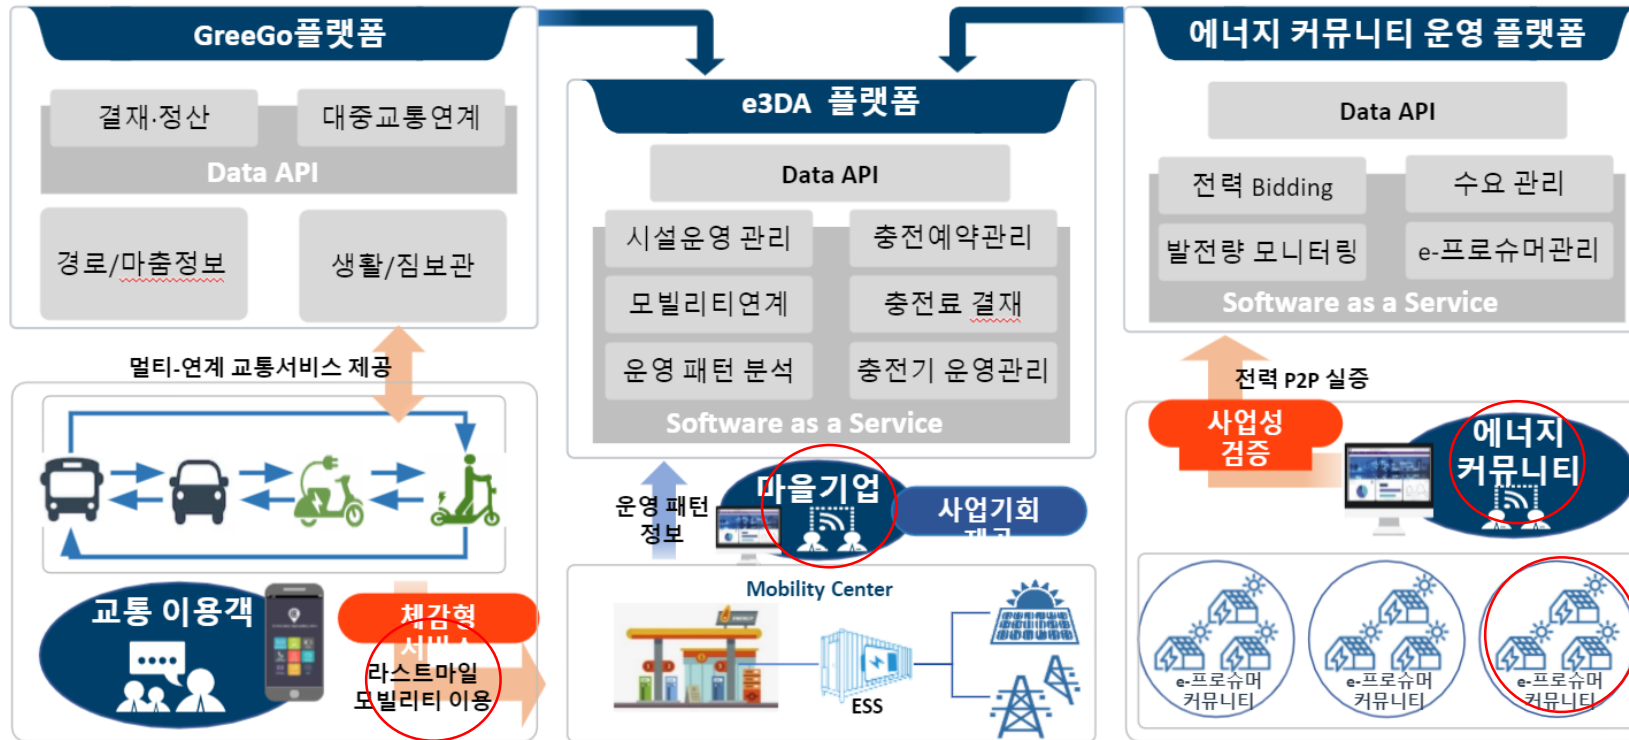 GreeGo플랫폼
결재·정산
대중교통연계
Data API
경로/마춤정보
생활/짐보관
멀티-연계 교통서비스 제공
교통 이용객
체감형
서비스
라스트마일
모빌리티 이용
e3DA 플랫폼
Data API
시설운영 관리
충전예약관리
모빌리티연계
충전료 결재
운영 패턴 분석
충전기 운영관리
Software as a Service
운영 패턴
정보
마을기업
사업기회
제공
Mobility Center
ESS
에너지 커뮤니티 운영 플랫폼
Data API
전력 Bidding
수요 관리
발전량 모니터링
e-프로슈머관리
Software as a Service
전력 P2P 실증
사업성
검증
에너지
커뮤니티
e-프로슈머
커뮤니티
e-프로슈머
커뮤니티
e-프로슈머
커뮤니티